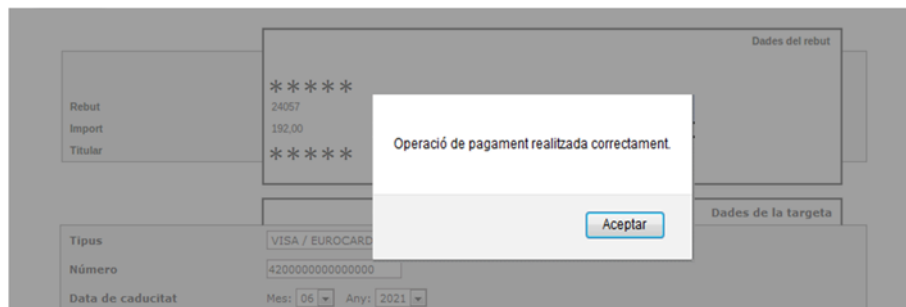 Dades del rebut
*****
Rebut 24057
Import 192,00
Titular *****
Operació de pagament realitzada correctament.
Aceptar
Dades de la targeta
Tipus VISA / EUROCARD
Número 4200000000000000
Data de caducitat Mes: 06 Any: 2021